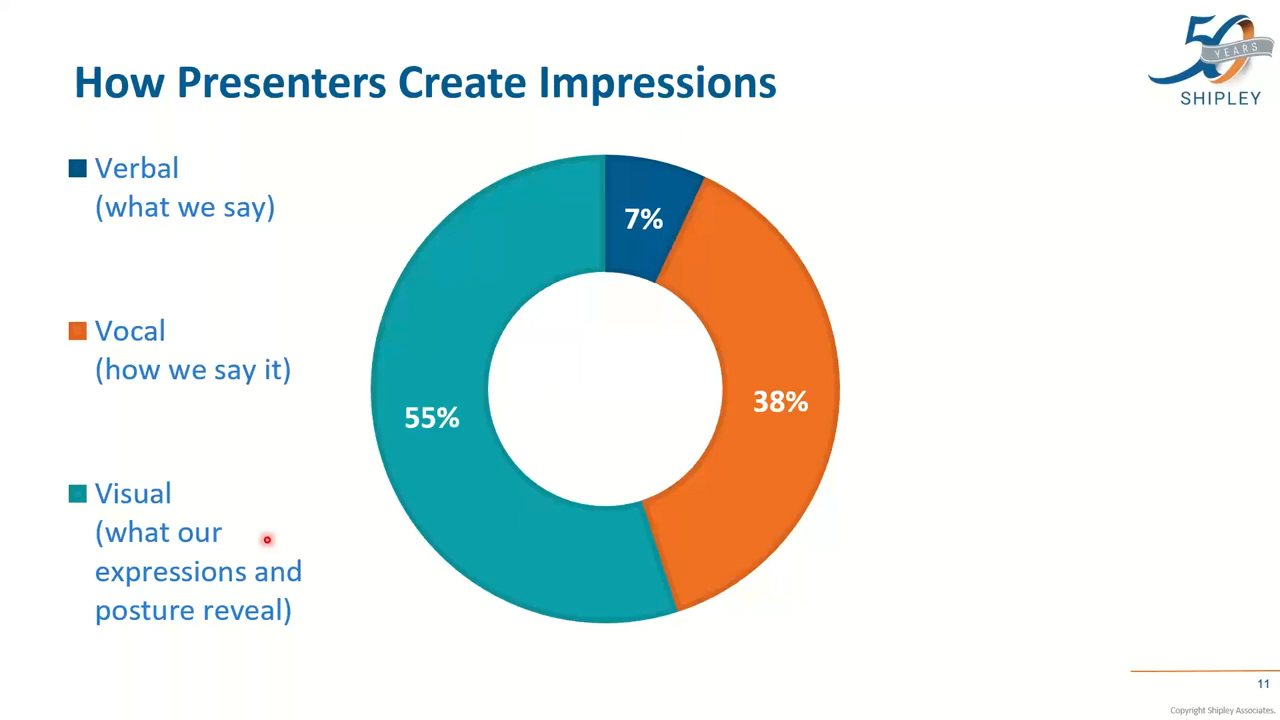 How Presenters Create Impressions
50
YEARS
SHIPLEY
Verbal
(what we say)
Vocal
(how we say it)
Visual
(what our
expressions and
posture reveal)
7%
38%
55%
11
Copyright Shipley Associates.